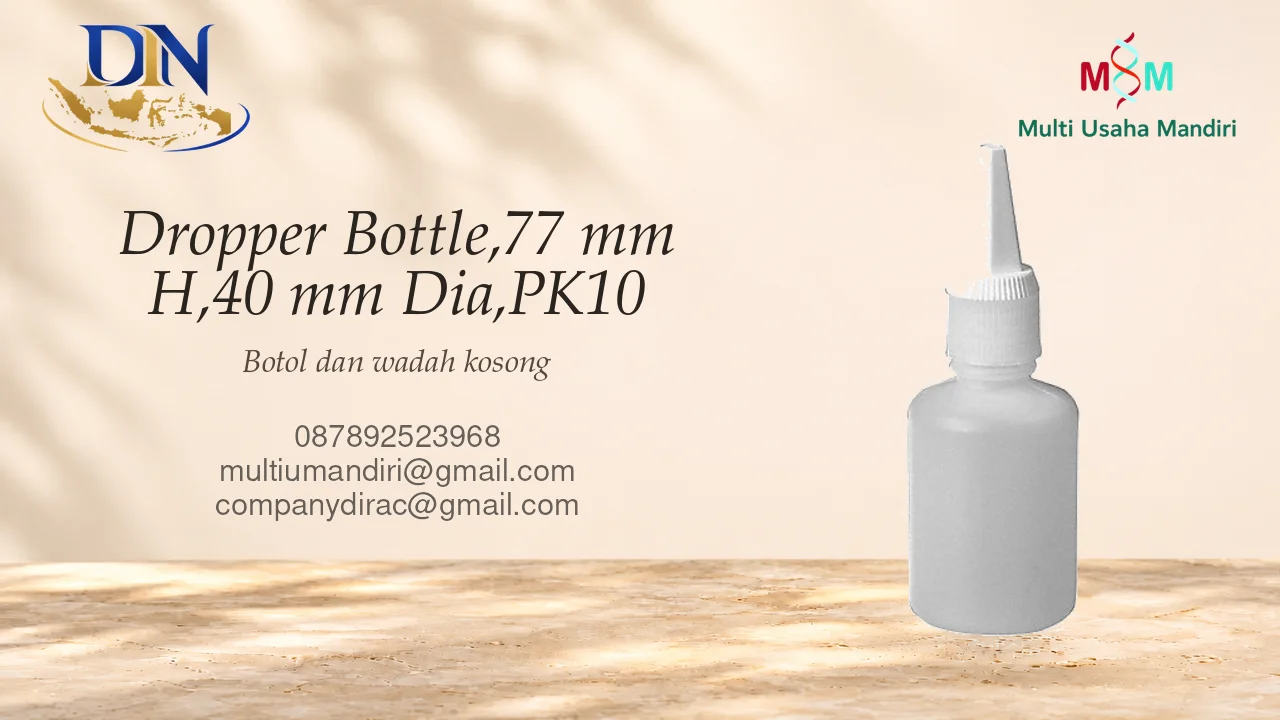 DIN
MSM
Multi Usaha Mandiri
Dropper Bottle,77 mm
H,40 mm Dia,PK10
Botol dan wadah kosong
087892523968
multiumandiri@gmail.com
companydirac@gmail.com